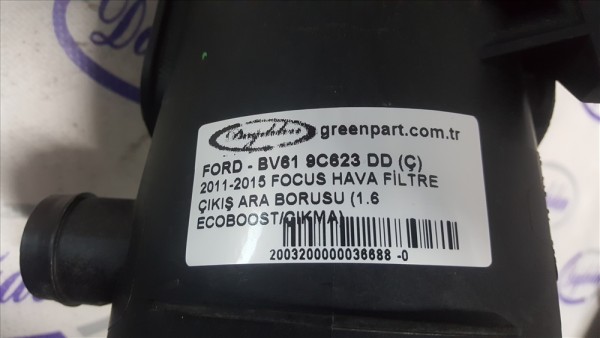 greenpart.com.tr
FORD - BV61 9C623 DD (Ç)
2011-2015 FOCUS HAVA FİLTRE
ÇIKIŞ ARA BORUSU (1.6
ECOBOOST/ÇIKMA)
2003200000036688 -0